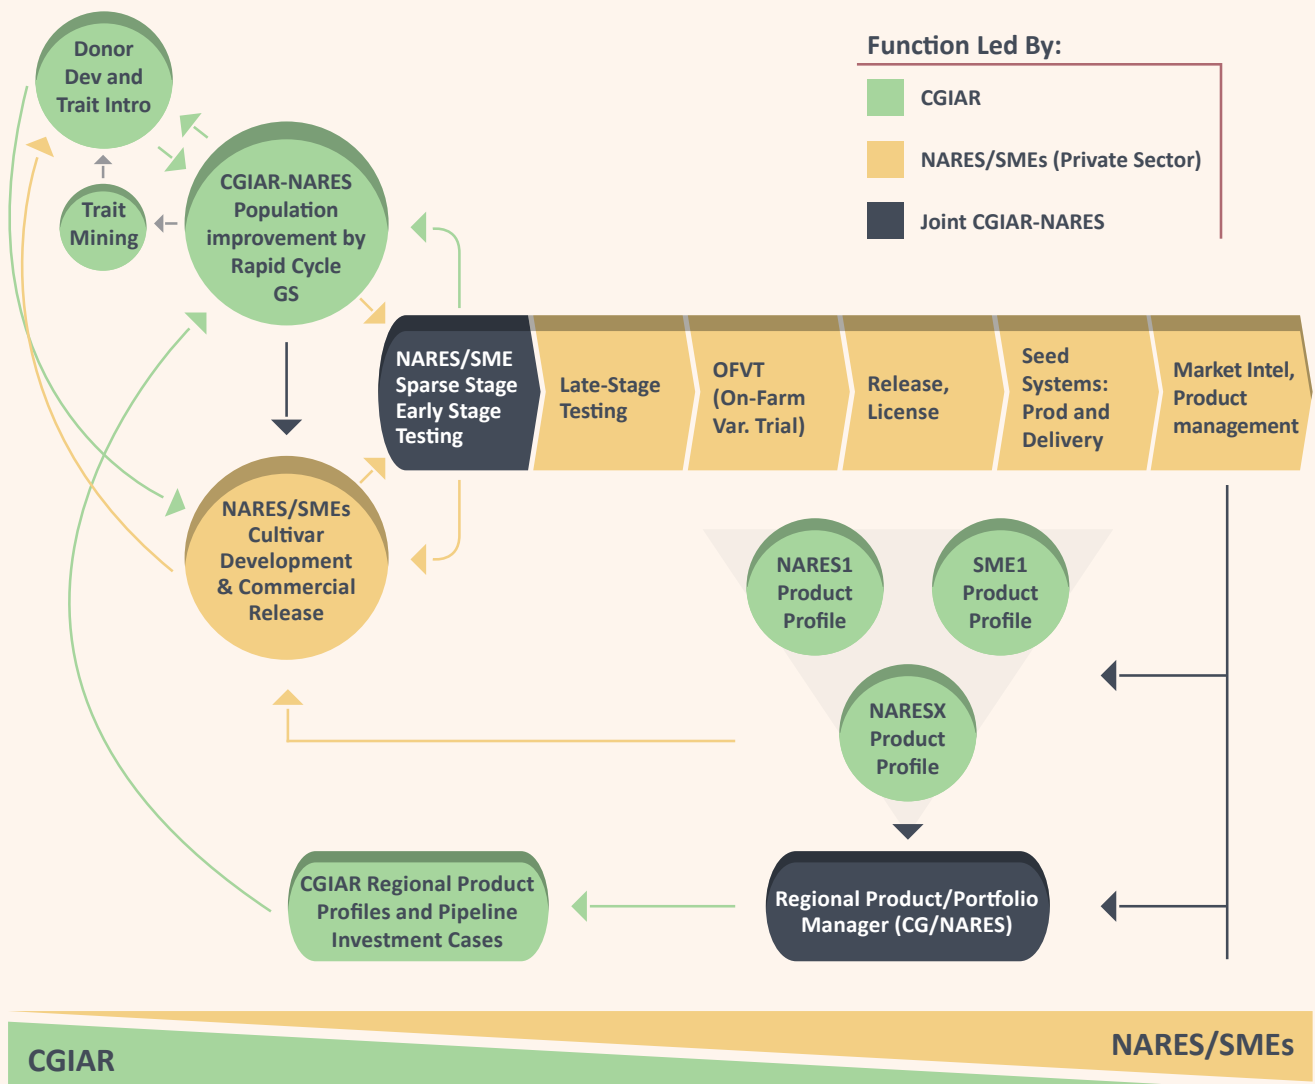 Donor
Dev and
Trait Intro
Trait
Mining
CGIAR-NARES
Population
improvement by
Rapid Cycle
GS
Function Led By:
CGIAR
NARES/SMEs (Private Sector)
Joint CGIAR-NARES
NARES/SME
Sparse Stage
Early Stage
Testing
Late-Stage
Testing
OFVT
(On-Farm
Var. Trial)
Release,
License
Seed
Systems:
Prod and
Delivery
Market Intel,
Product
management
NARES/SMEs
Cultivar
Development
& Commercial
Release
NARES1
Product
Profile
SME1
Product
Profile
NARESX
Product
Profile
CGIAR Regional Product
Profiles and Pipeline
Investment Cases
Regional Product/Portfolio
Manager (CG/NARES)
CGIAR
NARES/SMEs